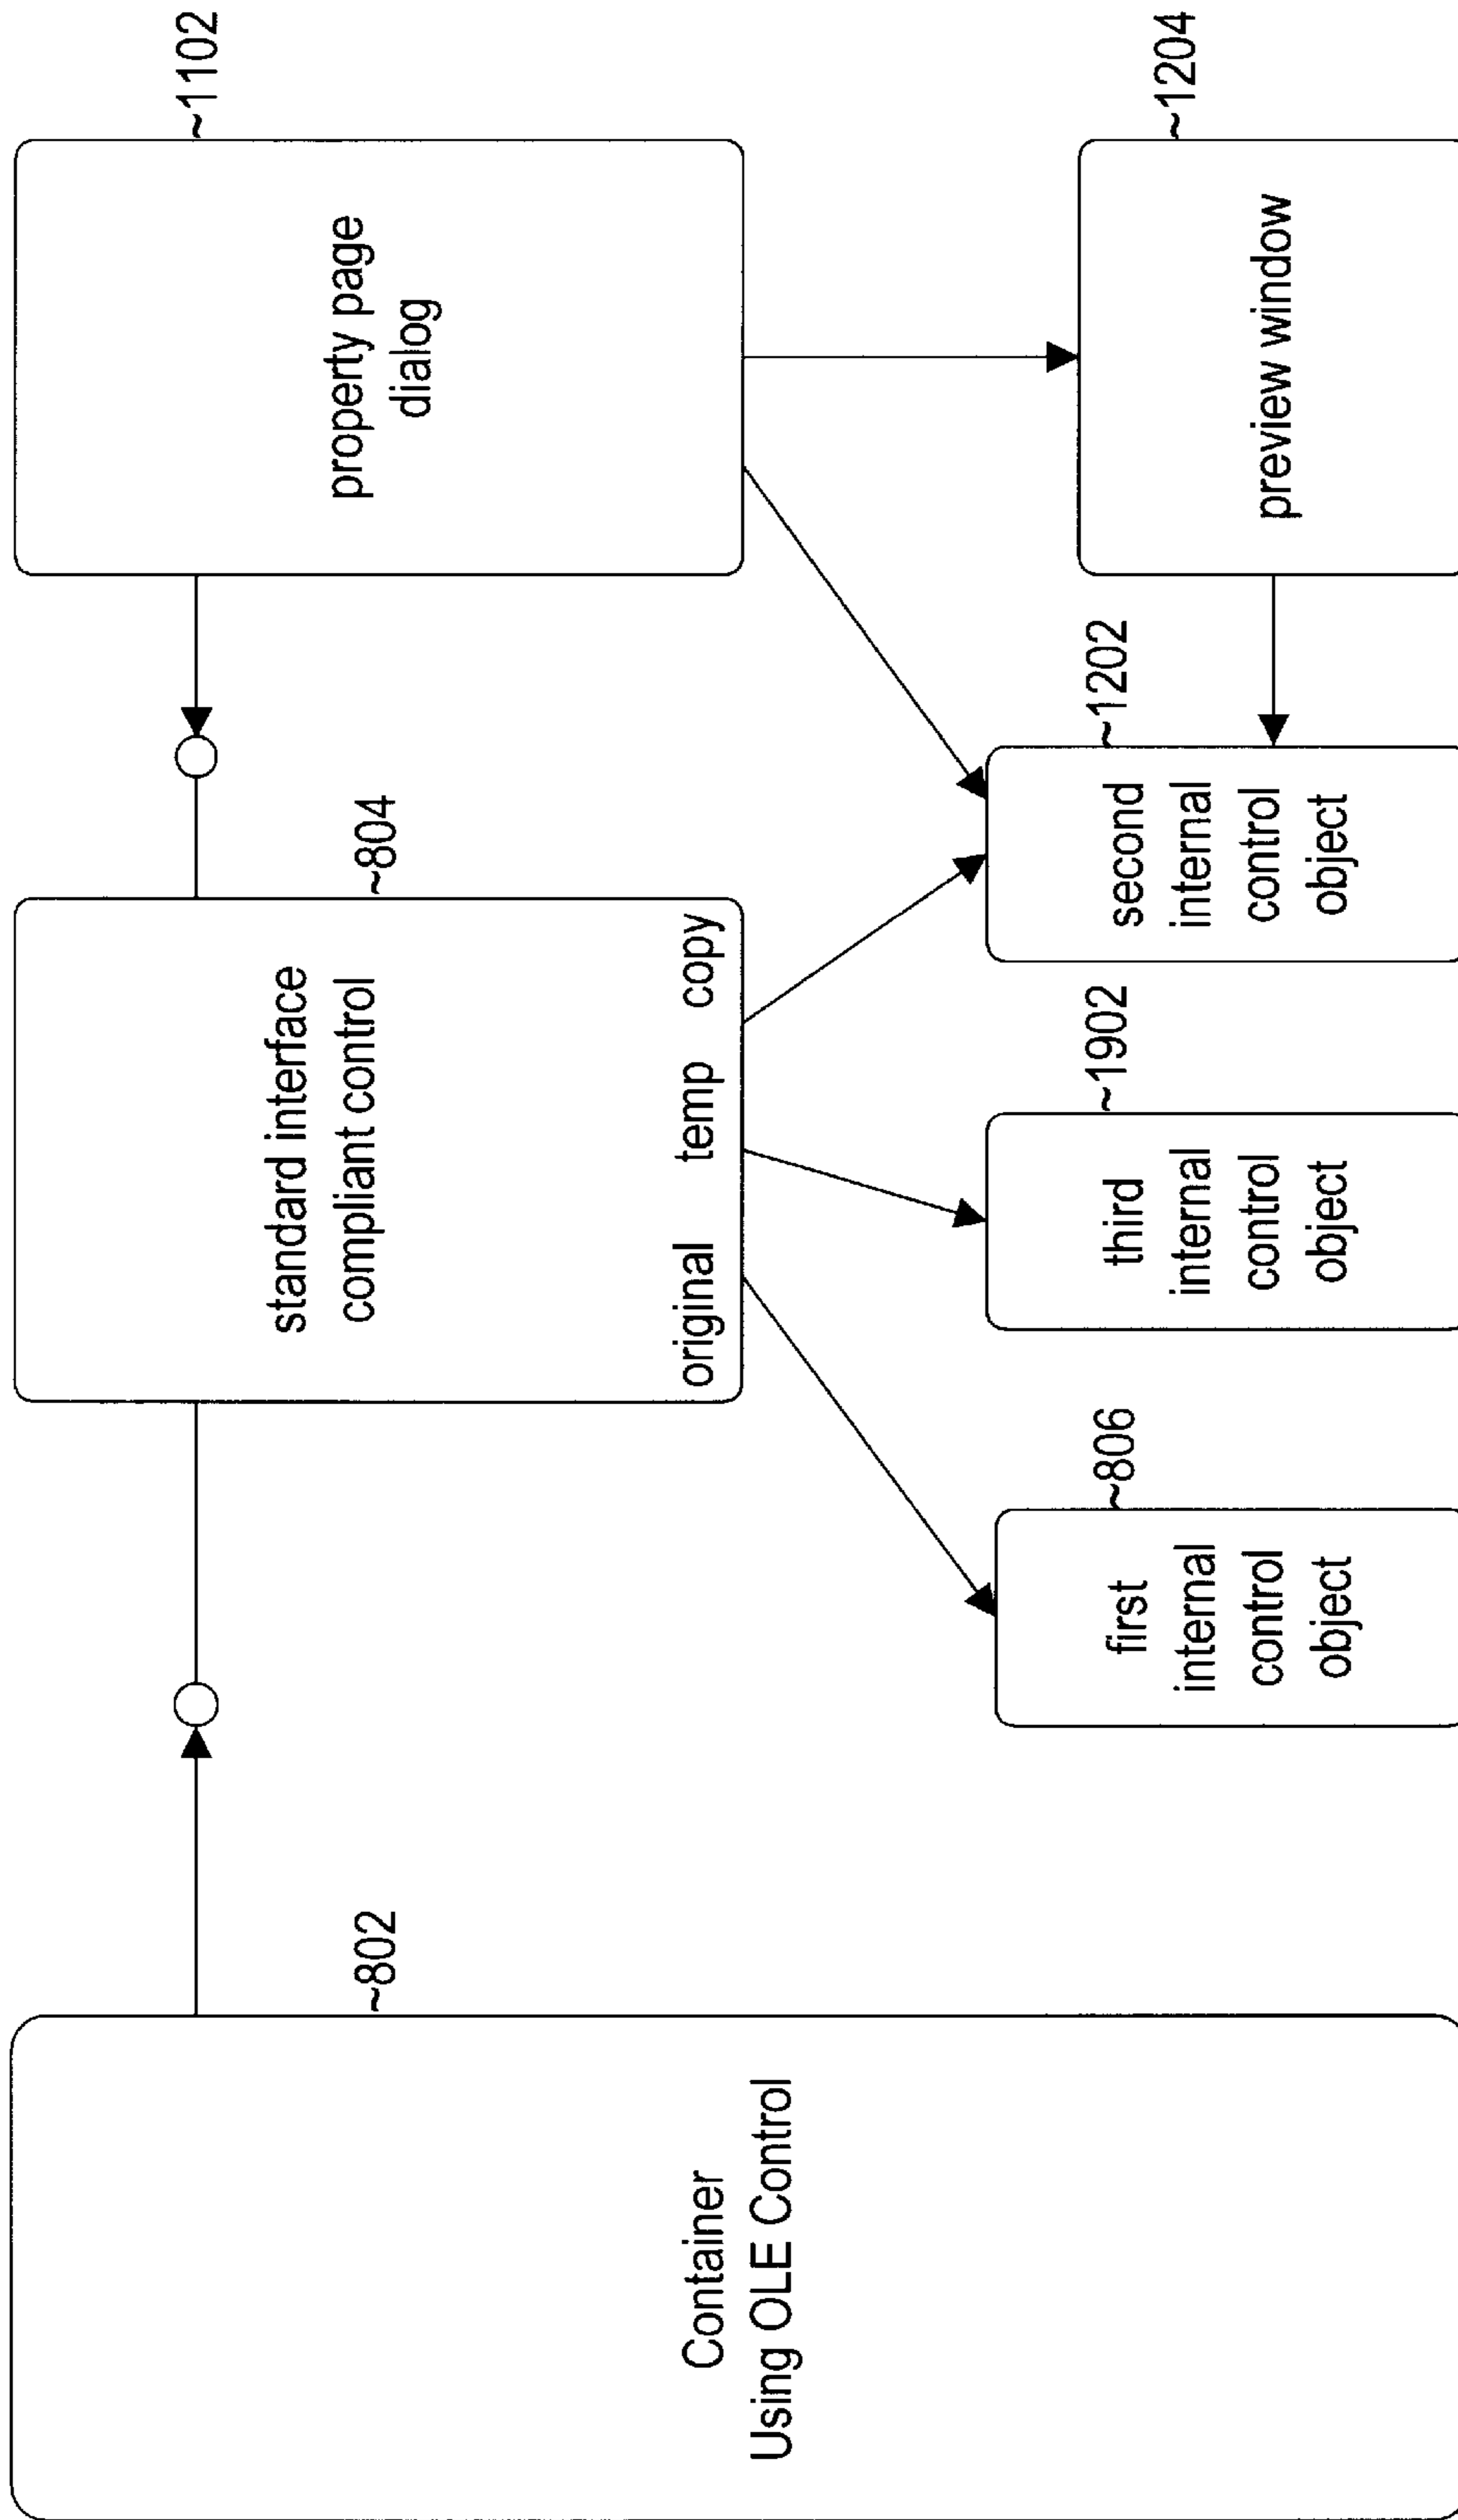 Container
Using OLE Control
~802
standard interface
compliant control
original temp copy
~804
property page
dialog
~1102
first
internal
control
object
~806
third
internal
control
object
~1902
second
internal
control
object
~1202
preview window
~1204